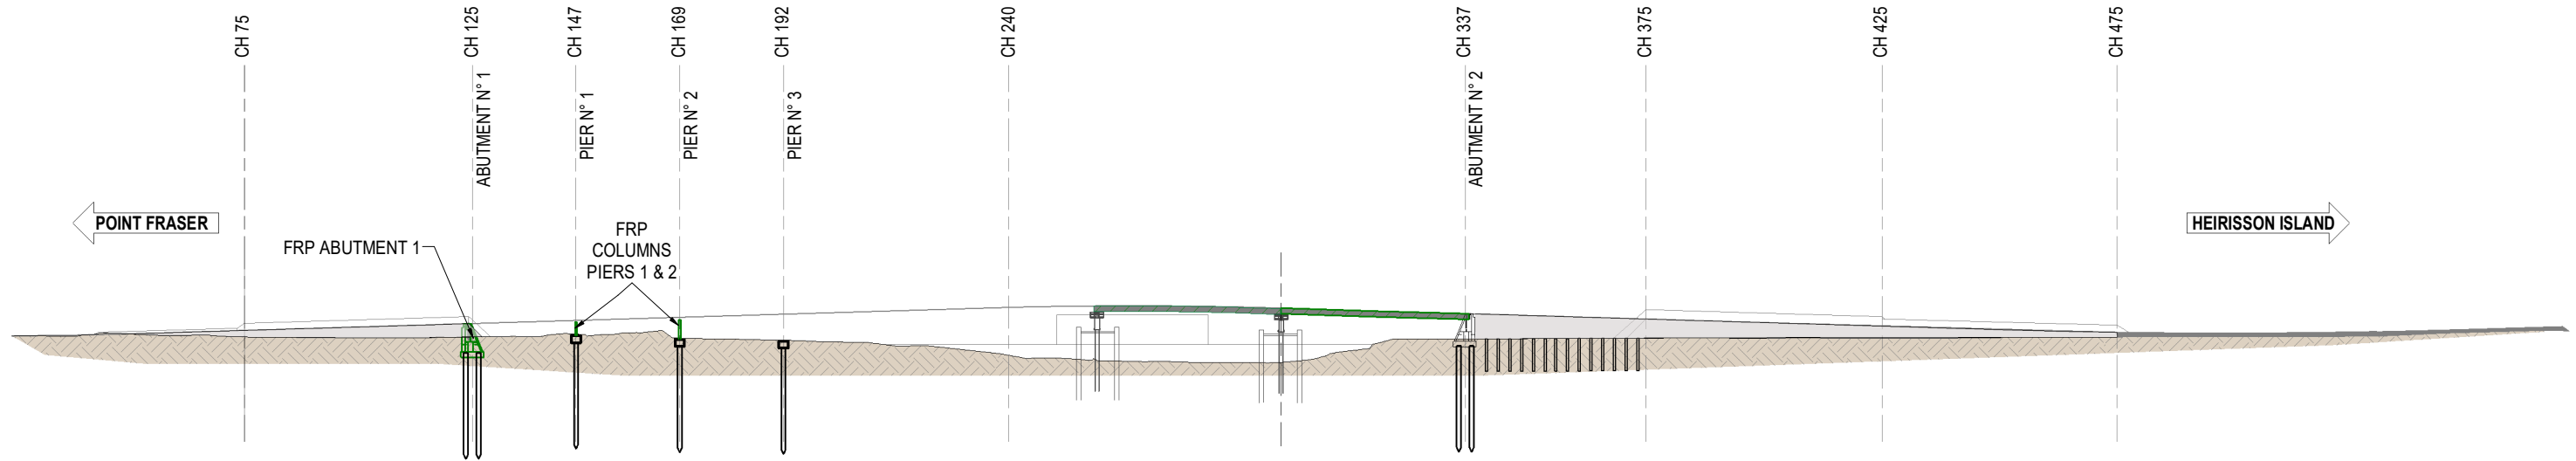 CH 75
CH 125
CH 147
CH 169
CH 192
CH 240
CH 337
CH 375
CH 425
CH 475
ABUTMENT N° 1
PIER N° 1
PIER N° 2
PIER N° 3
ABUTMENT N° 2
POINT FRASER
HEIRISSON ISLAND
FRP ABUTMENT 1
FRP
COLUMNS
PIERS 1 & 2